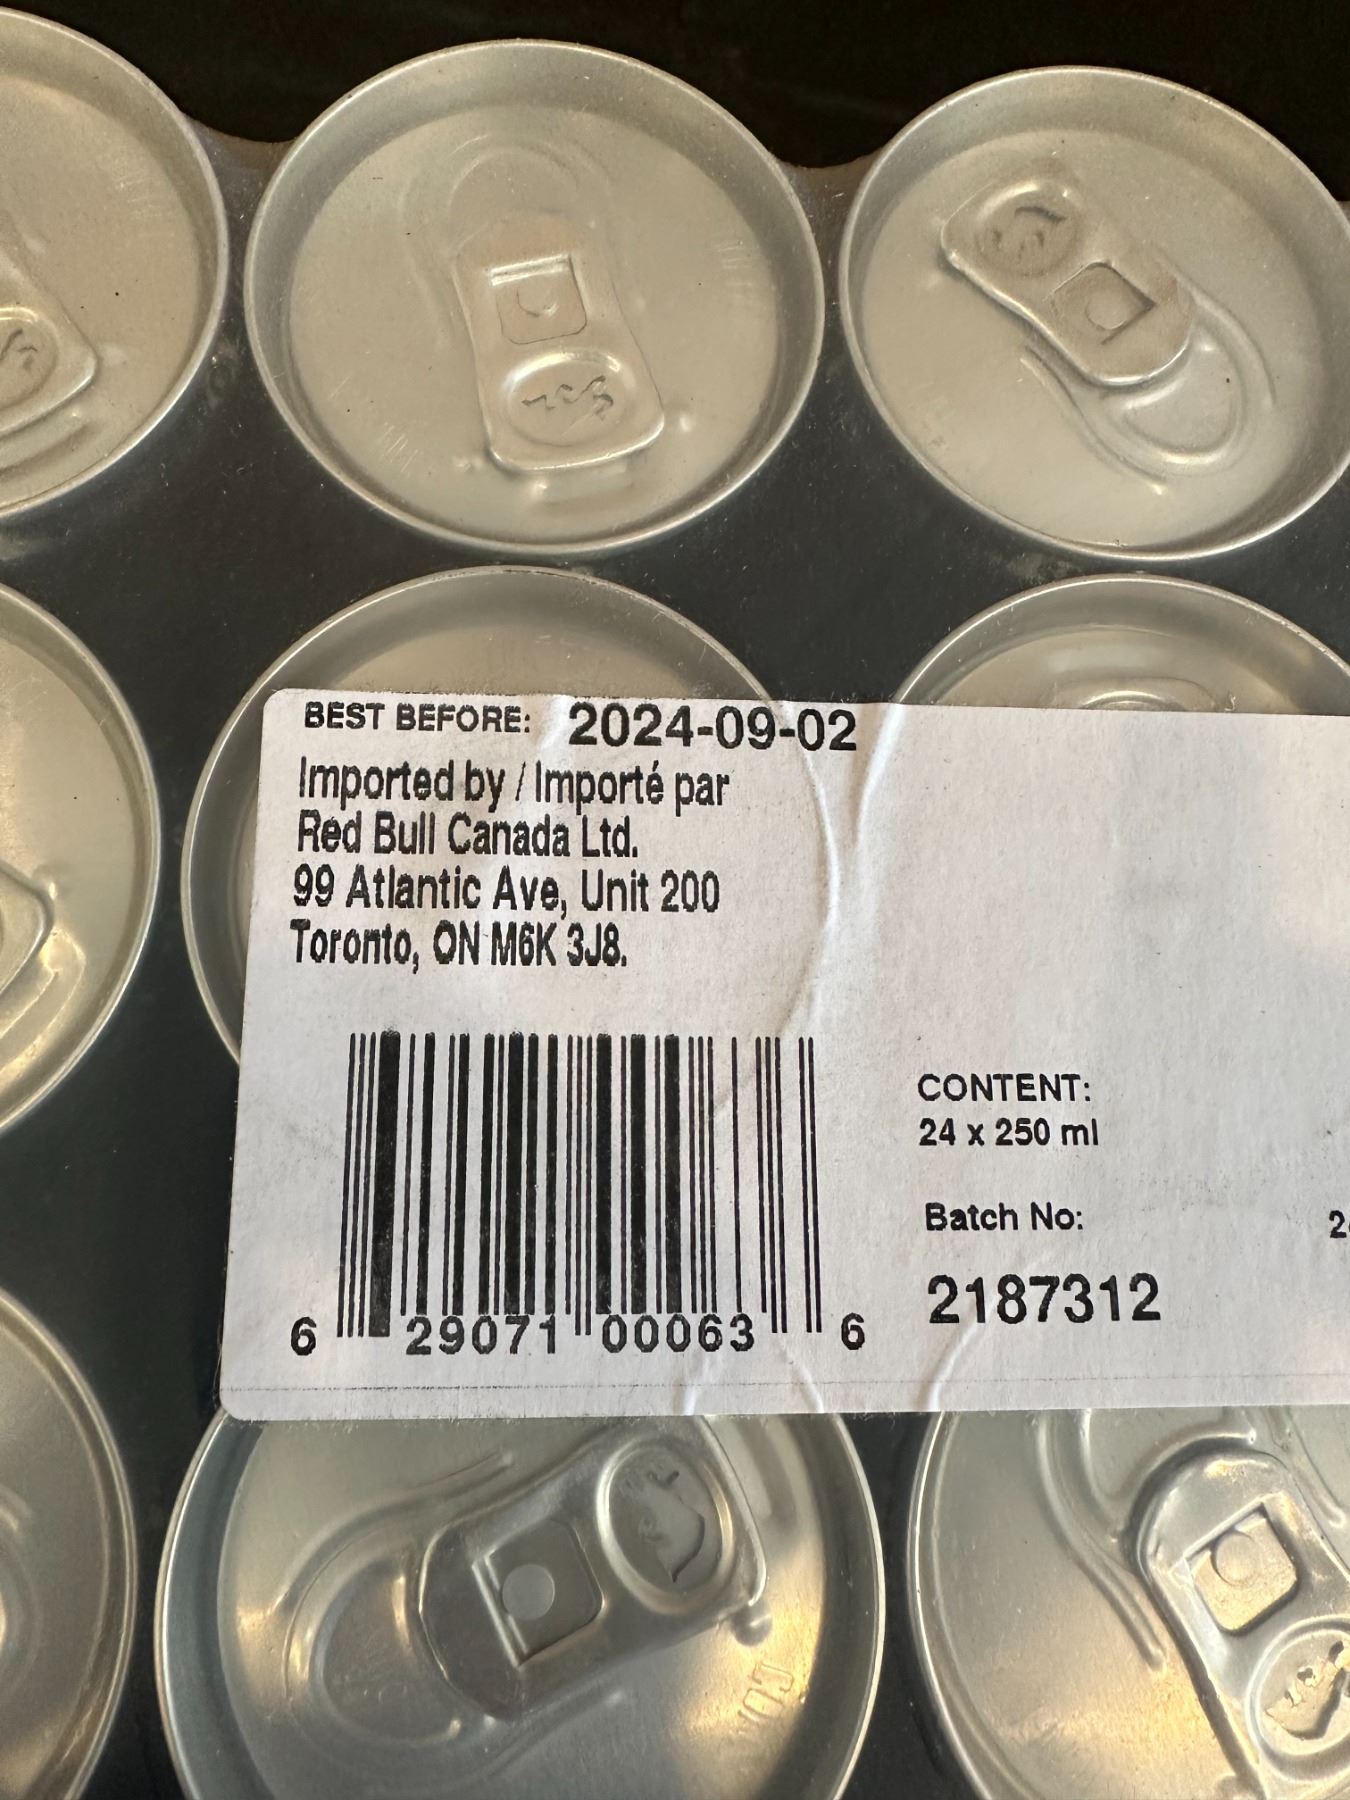 BEST BEFORE: 2024-09-02
Imported by / Importé par
Red Bull Canada Ltd.
99 Atlantic Ave, Unit 200
Toronto, ON M6K 3J8.
CONTENT:
24 x 250 ml
Batch No:
2187312
6 29071 00063 6